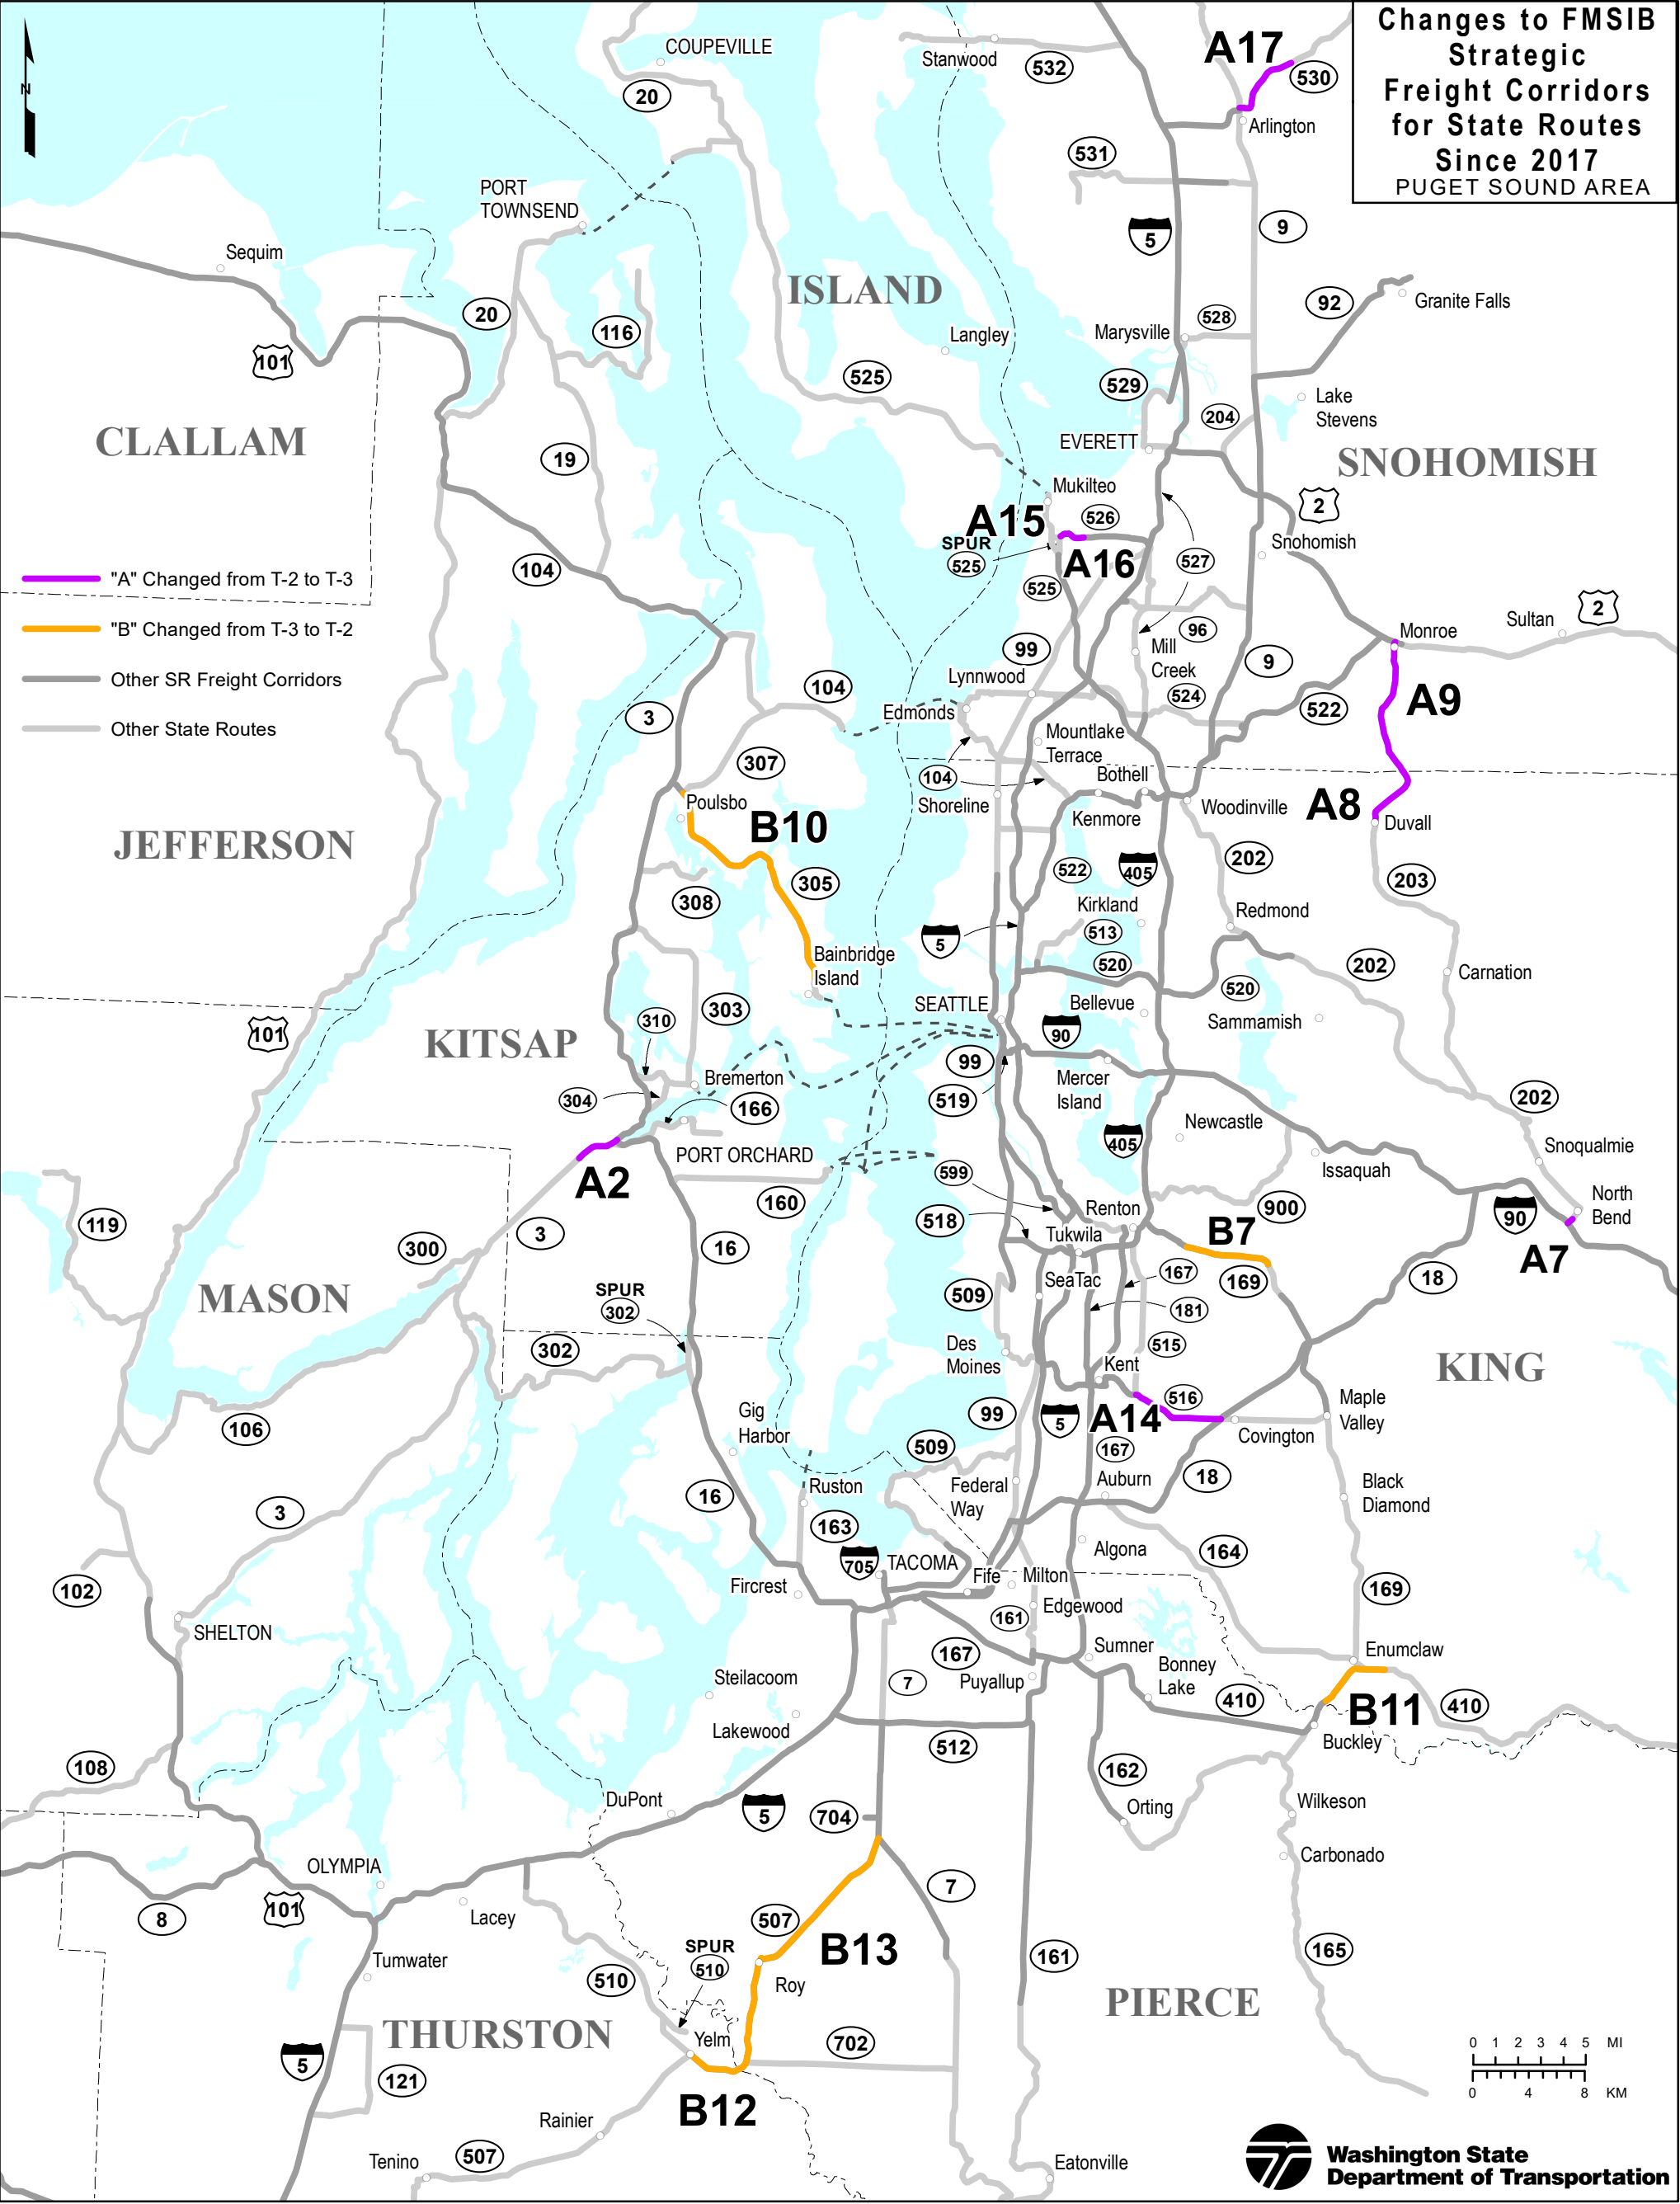 Changes to FMSIB
Strategic
Freight Corridors
for State Routes
Since 2017
PUGET SOUND AREA
N
COUPEVILLE
20
Stanwood
532
A17
530
Arlington
531
PORT
TOWNSEND
5
9
Sequim
ISLAND
20
116
101
Langley
525
Marysville
528
92
Granite Falls
529
204
Lake
Stevens
CLALLAM
19
EVERETT
SNOHOMISH
Mukilteo
A15
526
2
SPUR
525
A16
Snohomish
104
527
525
"A" Changed from T-2 to T-3
"B" Changed from T-3 to T-2
Other SR Freight Corridors
Other State Routes
2
Sultan
Monroe
96
99
Mill
Creek
9
Lynnwood
524
104
Edmonds
522
A9
3
Mountlake
Terrace
307
104
Bothell
Shoreline
Poulsbo
Kenmore
Woodinville
A8
Duvall
B10
JEFFERSON
202
522
405
203
305
308
Kirkland
Redmond
513
5
Bainbridge
Island
520
202
Carnation
SEATTLE
Bellevue
520
303
310
Sammamish
101
KITSAP
90
99
Bremerton
Mercer
Island
304
166
519
202
Newcastle
405
Snoqualmie
PORT ORCHARD
A2
599
Issaquah
160
North
Bend
119
3
300
16
518
Renton
Tukwila
B7
900
90
A7
169
SeaTac
167
18
MASON
SPUR
302
509
181
302
Des
Moines
515
KING
Kent
516
Maple
Valley
106
Gig
Harbor
99
5
A14
Covington
509
167
Auburn
18
Federal
Way
Black
Diamond
16
Ruston
3
163
164
Algona
705
TACOMA
Fife
Milton
102
Fircrest
169
161
Edgewood
SHELTON
Sumner
Enumclaw
167
Bonney
Lake
Steilacoom
7
Puyallup
410
B11
410
Lakewood
Buckley
512
108
162
DuPont
5
704
Orting
Wilkeson
Carbonado
OLYMPIA
7
101
8
Lacey
507
B13
SPUR
510
165
Tumwater
510
161
Roy
PIERCE
THURSTON
Yelm
702
5
121
0 1 2 3 4 5 MI
0 4 8 KM
B12
Rainier
507
Tenino
Eatonville
Washington State
Department of Transportation